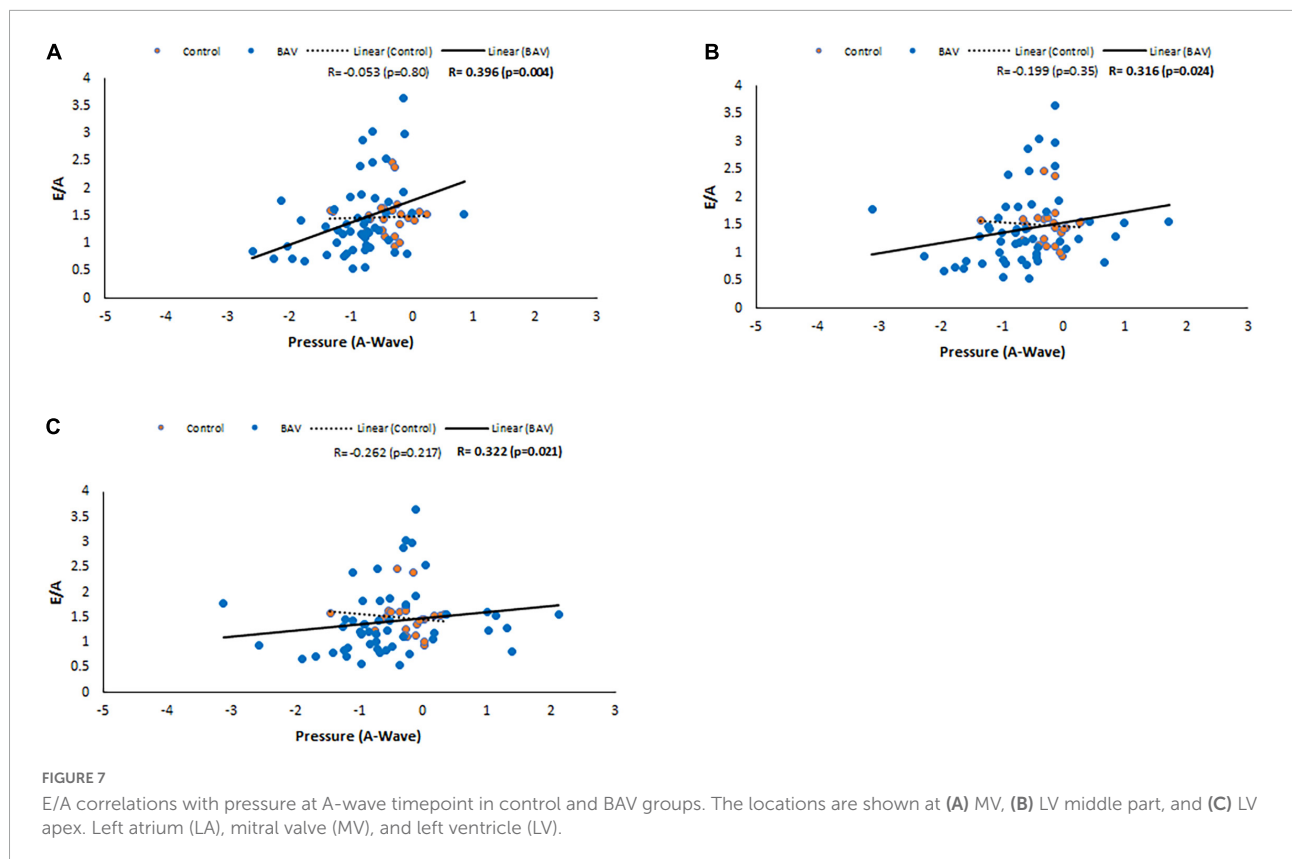 A
Control BAV Linear (Control) Linear (BAV)
R= -0.053 (p=0.80) R= 0.396 (p=0.004)
4
3.5
3
2.5
2
1.5
1
0.5
0
E/A
-5 -4 -3 -2 -1 0 1 2 3
Pressure (A-Wave)
B
Control BAV Linear (Control) Linear (BAV)
R= -0.199 (p=0.35) R= 0.316 (p=0.024)
4
3.5
3
2.5
2
1.5
1
0.5
0
E/A
-5 -4 -3 -2 -1 0 1 2 3
Pressure (A-Wave)
C
Control BAV Linear (Control) Linear (BAV)
R= -0.262 (p=0.217) R= 0.322 (p=0.021)
4
3.5
3
2.5
2
1.5
1
0.5
0
E/A
-5 -4 -3 -2 -1 0 1 2 3
Pressure (A-Wave)
FIGURE 7
E/A correlations with pressure at A-wave timepoint in control and BAV groups. The locations are shown at (A) MV, (B) LV middle part, and (C) LV
apex. Left atrium (LA), mitral valve (MV), and left ventricle (LV).